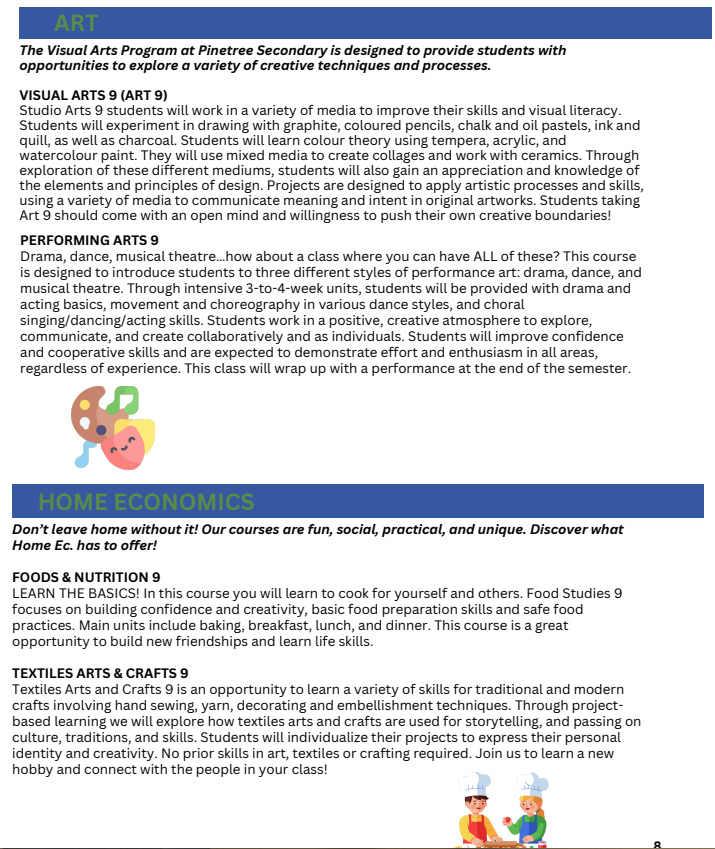 ART
The Visual Arts Program at Pinetree Secondary is designed to provide students with
opportunities to explore a variety of creative techniques and processes.
VISUAL ARTS 9 (ART 9)
Studio Arts 9 students will work in a variety of media to improve their skills and visual literacy.
Students will experiment in drawing with graphite, coloured pencils, chalk and oil pastels, ink and
quill, as well as charcoal. Students will learn colour theory using tempera, acrylic, and
watercolour paint. They will use mixed media to create collages and work with ceramics. Through
exploration of these different mediums, students will also gain an appreciation and knowledge of
the elements and principles of design. Projects are designed to apply artistic processes and skills,
using a variety of media to communicate meaning and intent in original artworks. Students taking
Art 9 should come with an open mind and willingness to push their own creative boundaries!
PERFORMING ARTS 9
Drama, dance, musical theatre…how about a class where you can have ALL of these? This course
is designed to introduce students to three different styles of performance art: drama, dance, and
musical theatre. Through intensive 3-to-4-week units, students will be provided with drama and
acting basics, movement and choreography in various dance styles, and choral
singing/dancing/acting skills. Students work in a positive, creative atmosphere to explore,
communicate, and create collaboratively and as individuals. Students will improve confidence
and cooperative skills and are expected to demonstrate effort and enthusiasm in all areas,
regardless of experience. This class will wrap up with a performance at the end of the semester.
HOME ECONOMICS
Don’t leave home without it! Our courses are fun, social, practical, and unique. Discover what
Home Ec. has to offer!
FOODS & NUTRITION 9
LEARN THE BASICS! In this course you will learn to cook for yourself and others. Food Studies 9
focuses on building confidence and creativity, basic food preparation skills and safe food
practices. Main units include baking, breakfast, lunch, and dinner. This course is a great
opportunity to build new friendships and learn life skills.
TEXTILES ARTS & CRAFTS 9
Textiles Arts and Crafts 9 is an opportunity to learn a variety of skills for traditional and modern
crafts involving hand sewing, yarn, decorating and embellishment techniques. Through project-
based learning we will explore how textiles arts and crafts are used for storytelling, and passing on
culture, traditions, and skills. Students will individualize their projects to express their personal
identity and creativity. No prior skills in art, textiles or crafting required. Join us to learn a new
hobby and connect with the people in your class!
8